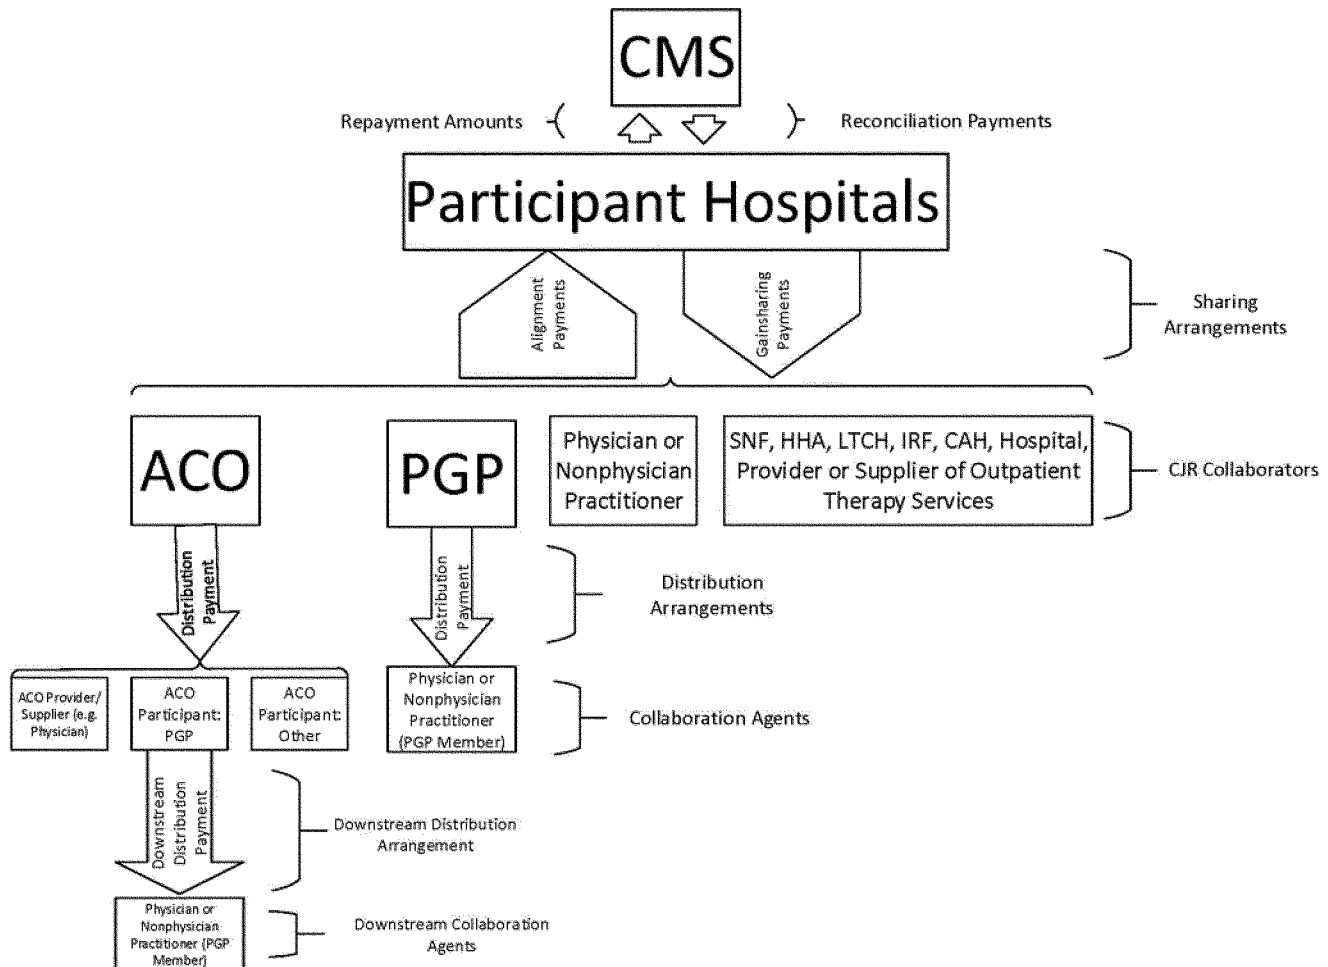 CMS
Repayment Amounts
Reconciliation Payments
Participant Hospitals
Alignment
Payments
Gainsharing
Payments
Sharing
Arrangements
ACO
PGP
Physician or
Nonphysician
Practitioner
SNF, HHA, LTCH, IRF, CAH, Hospital,
Provider or Supplier of Outpatient
Therapy Services
CJR Collaborators
Distribution
Payment
Distribution
Payment
Distribution
Arrangements
ACO Provider/
Supplier (e.g.
Physician)
ACO
Participant:
PGP
ACO
Participant:
Other
Physician or
Nonphysician
Practitioner
(PGP Member)
Collaboration Agents
Downstream
Distribution
Payment
Downstream Distribution
Arrangement
Physician or
Nonphysician
Practitioner (PGP
Member)
Downstream Collaboration
Agents